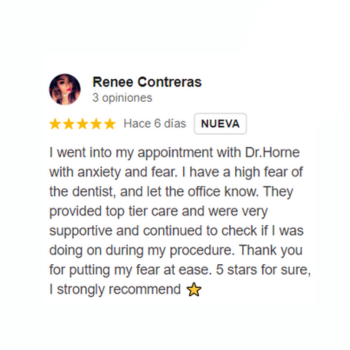 Renee Contreras
3 opiniones
Hace 6 días NUEVA
I went into my appointment with Dr.Horne
with anxiety and fear. I have a high fear of
the dentist, and let the office know. They
provided top tier care and were very
supportive and continued to check if I was
doing on during my procedure. Thank you
for putting my fear at ease. 5 stars for sure,
I strongly recommend ⭐